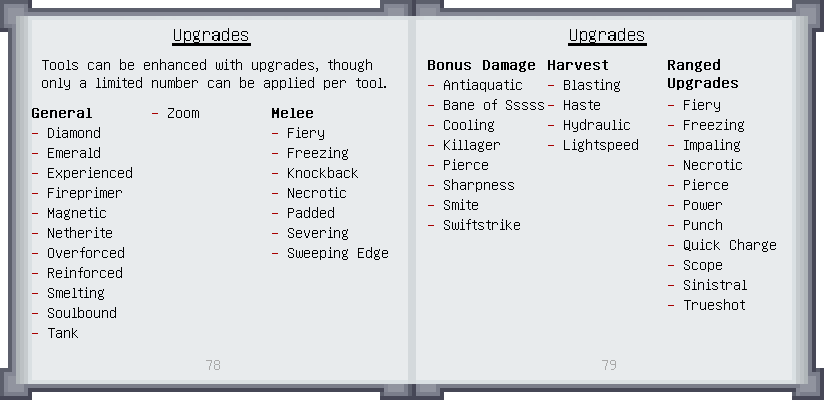 Upgrades
Tools can be enhanced with upgrades, though
only a limited number can be applied per tool.
General
- Diamond
- Emerald
- Experienced
- Fireprimer
- Magnetic
- Netherite
- Overforced
- Reinforced
- Smelting
- Soulbound
- Tank
- Zoom
Melee
- Fiery
- Freezing
- Knockback
- Necrotic
- Padded
- Severing
- Sweeping Edge
78
Upgrades
Bonus Damage
- Antiaquatic
- Bane of Sssss
- Cooling
- Killager
- Pierce
- Sharpness
- Smite
- Swiftstrike
Harvest
- Blasting
- Haste
- Hydraulic
- Lightspeed
Ranged
Upgrades
- Fiery
- Freezing
- Impaling
- Necrotic
- Pierce
- Power
- Punch
- Quick Charge
- Scope
- Sinistral
- Trueshot
79